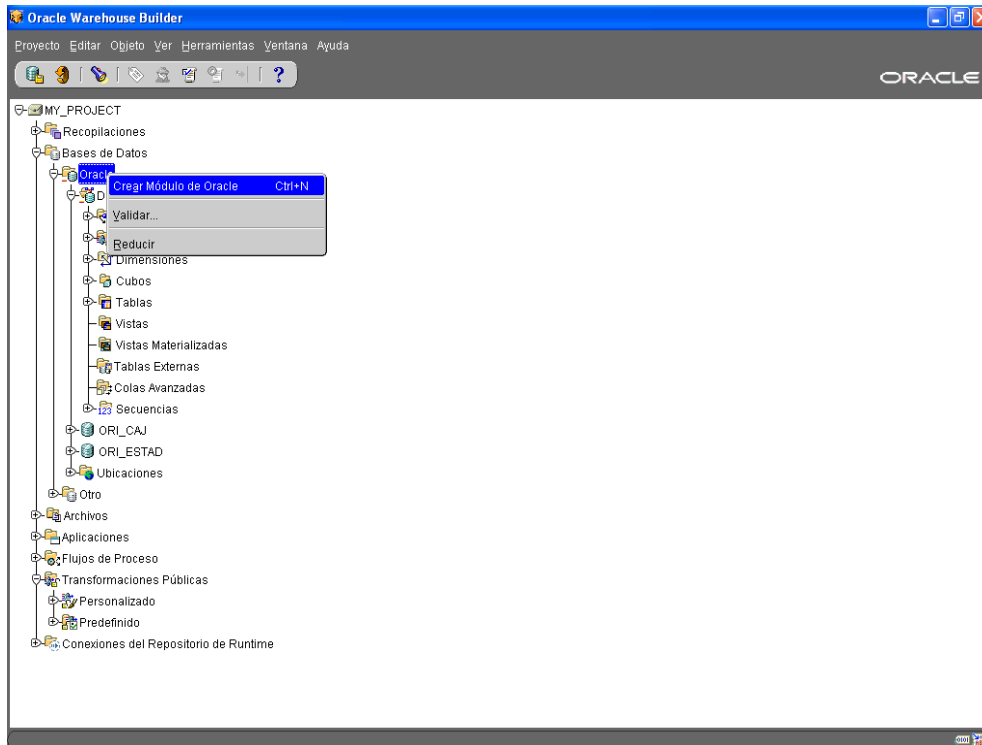 Oracle Warehouse Builder
Proyecto Editar Objeto Ver Herramientas Ventana Ayuda
ORACLE
MY_PROJECT
Recopilaciones
Bases de Datos
Oracle
Crear Módulo de Oracle Ctrl+N
D
Validar...
Reducir
Dimensiones
Cubos
Tablas
Vistas
Vistas Materializadas
Tablas Externas
Colas Avanzadas
123 Secuencias
ORI_CAJ
ORI_ESTAD
Ubicaciones
Otro
Archivos
Aplicaciones
Flujos de Proceso
Transformaciones Públicas
Personalizado
Predefinido
Conexiones del Repositorio de Runtime